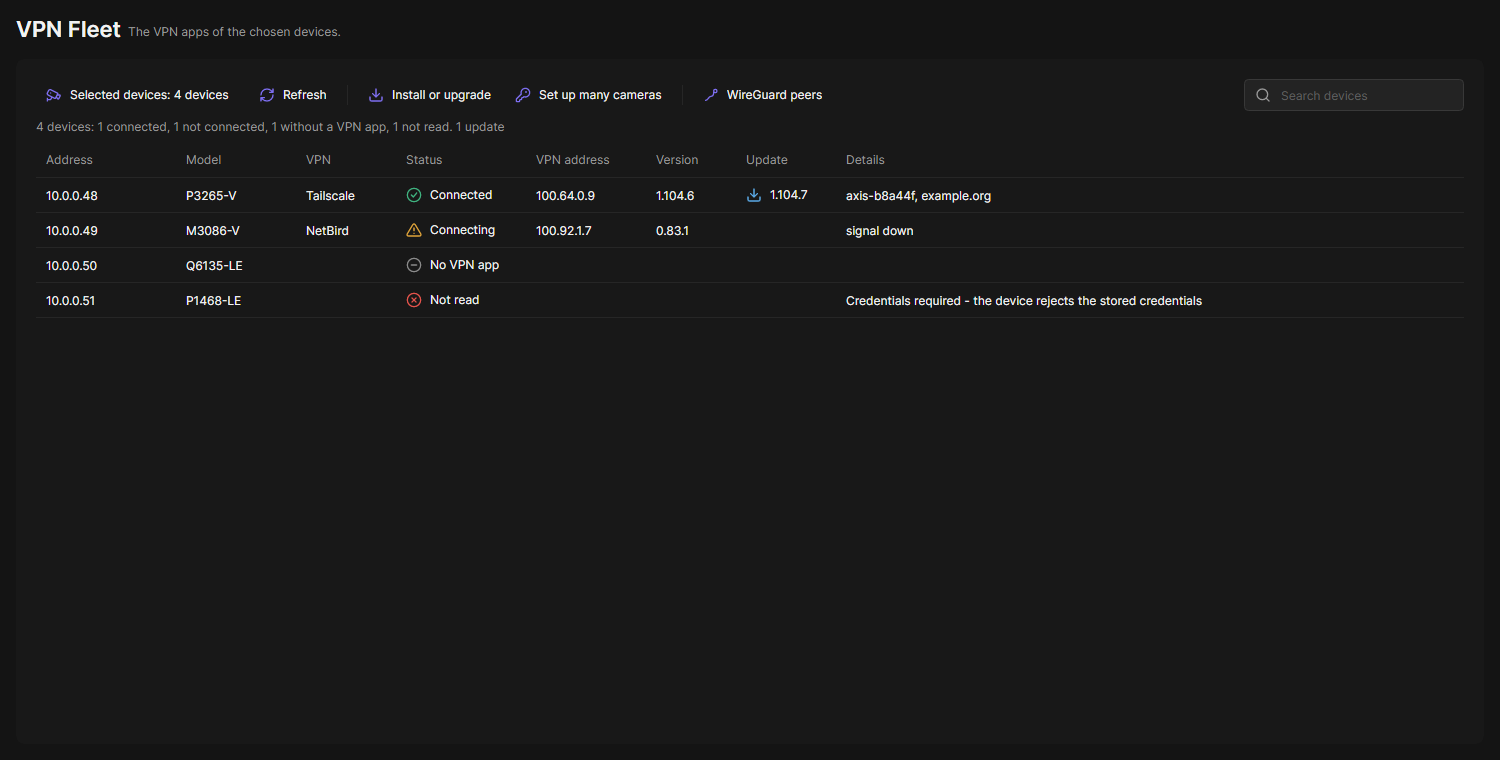 VPN Fleet The VPN apps of the chosen devices.
Selected devices: 4 devices Refresh Install or upgrade Set up many cameras WireGuard peers Search devices
4 devices: 1 connected, 1 not connected, 1 without a VPN app, 1 not read. 1 update
Address Model VPN Status VPN address Version Update Details
10.0.0.48 P3265-V Tailscale Connected 100.64.0.9 1.104.6 1.104.7 axis-b8a44f, example.org
10.0.0.49 M3086-V NetBird Connecting 100.92.1.7 0.83.1 signal down
10.0.0.50 Q6135-LE No VPN app
10.0.0.51 P1468-LE Not read Credentials required - the device rejects the stored credentials